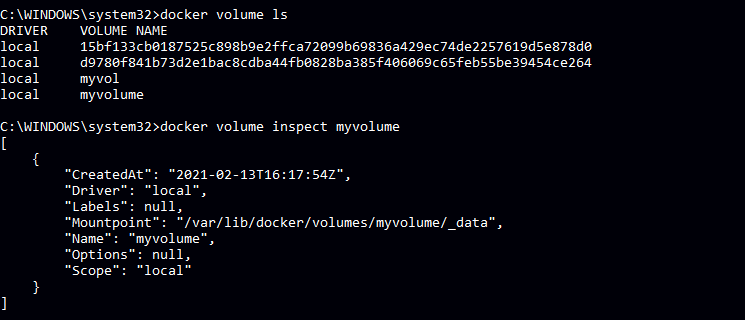 C:\WINDOWS\system32>docker volume ls
DRIVER    VOLUME NAME
local     15bf133cb0187525c898b9e2ffca72099b69836a429ec74de2257619d5e878d0
local     d9780f841b73d2e1bac8cdba44fb0828ba385f406069c65feb55be39454ce264
local     myvol
local     myvolume

C:\WINDOWS\system32>docker volume inspect myvolume
[
    {
        "CreatedAt": "2021-02-13T16:17:54Z",
        "Driver": "local",
        "Labels": null,
        "Mountpoint": "/var/lib/docker/volumes/myvolume/_data",
        "Name": "myvolume",
        "Options": null,
        "Scope": "local"
    }
]